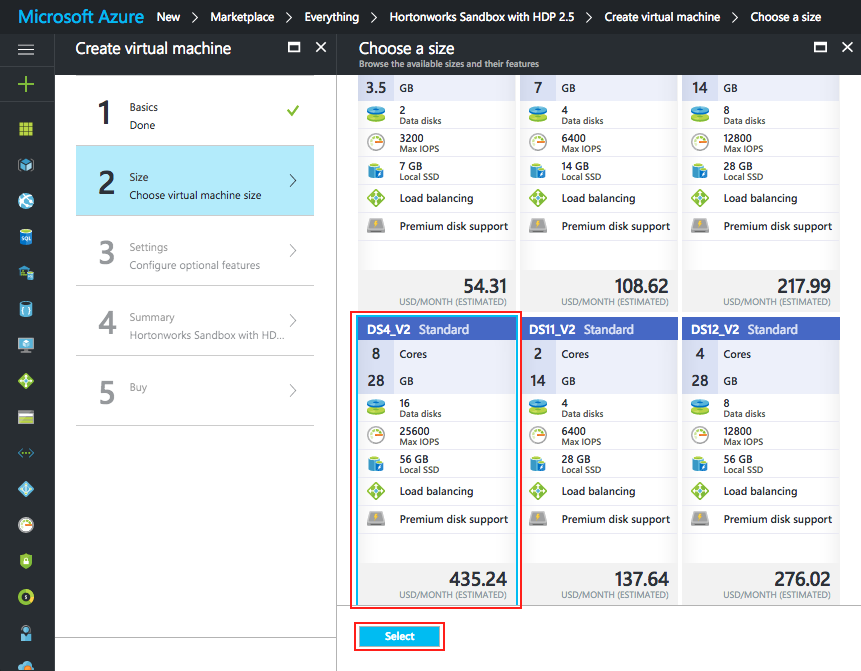 Microsoft Azure New > Marketplace > Everything > Hortonworks Sandbox with HDP 2.5 > Create virtual machine > Choose a size
Create virtual machine
1
Basics
Done
2
Size
Choose virtual machine size
3
Settings
Configure optional features
4
Summary
Hortonworks Sandbox with HD...
5
Buy
SQL
Choose a size
Browse the available sizes and their features
3.5 GB
2
Data disks
3200
Max IOPS
7 GB
Local SSD
Load balancing
Premium disk support
54.31
USD/MONTH (ESTIMATED)
7 GB
4
Data disks
6400
Max IOPS
14 GB
Local SSD
Load balancing
Premium disk support
108.62
USD/MONTH (ESTIMATED)
14 GB
8
Data disks
12800
Max IOPS
28 GB
Local SSD
Load balancing
Premium disk support
217.99
USD/MONTH (ESTIMATED)
DS4_V2 Standard
8 Cores
28 GB
16
Data disks
25600
Max IOPS
56 GB
Local SSD
Load balancing
Premium disk support
435.24
USD/MONTH (ESTIMATED)
DS11_V2 Standard
2 Cores
14 GB
4
Data disks
6400
Max IOPS
28 GB
Local SSD
Load balancing
Premium disk support
137.64
USD/MONTH (ESTIMATED)
DS12_V2 Standard
4 Cores
28 GB
8
Data disks
12800
Max IOPS
56 GB
Local SSD
Load balancing
Premium disk support
276.02
USD/MONTH (ESTIMATED)
Select